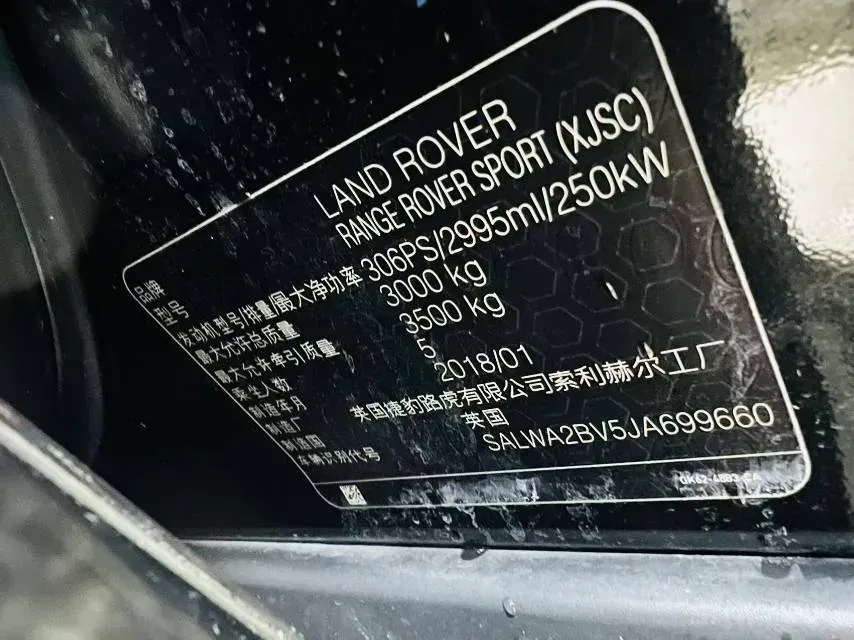 品牌 LAND ROVER
型号 RANGE ROVER SPORT (XJSC)
发动机型号/排量/最大净功率 306PS/2995ml/250kW
最大允许总质量 3000 kg
最大允许牵引质量 3500 kg
乘坐人数 5
制造年月 2018/01
制造厂 英国捷豹路虎有限公司索利赫尔工厂
制造国 英国
车辆识别代号 SALWA2BV5JA699660